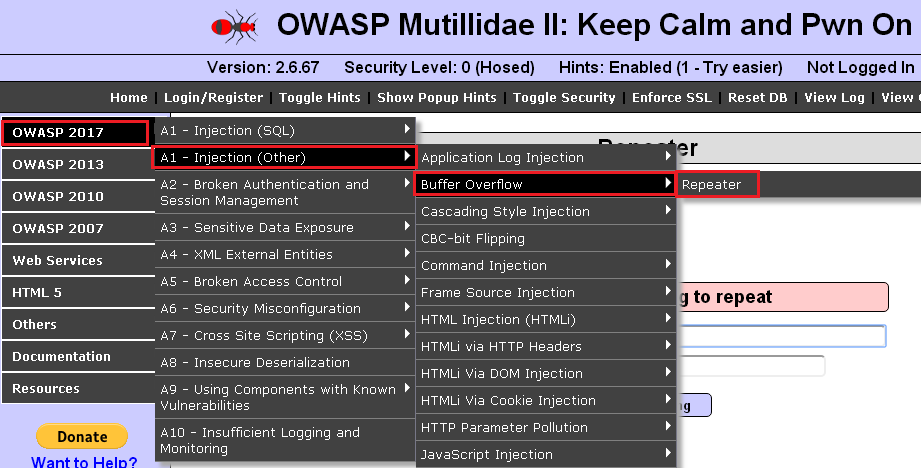 OWASP Mutillidae II: Keep Calm and Pwn On
Version: 2.6.67 Security Level: 0 (Hosed) Hints: Enabled (1 - Try easier) Not Logged In
Home | Login/Register | Toggle Hints | Show Popup Hints | Toggle Security | Enforce SSL | Reset DB | View Log | View
OWASP 2017
OWASP 2013
OWASP 2010
OWASP 2007
Web Services
HTML 5
Others
Documentation
Resources
Donate
Want to Help?
A1 - Injection (SQL)
A1 - Injection (Other)
A2 - Broken Authentication and
Session Management
A3 - Sensitive Data Exposure
A4 - XML External Entities
A5 - Broken Access Control
A6 - Security Misconfiguration
A7 - Cross Site Scripting (XSS)
A8 - Insecure Deserialization
A9 - Using Components with Known
Vulnerabilities
A10 - Insufficient Logging and
Monitoring
Application Log Injection
Buffer Overflow
Cascading Style Injection
CBC-bit Flipping
Command Injection
Frame Source Injection
HTML Injection (HTMLi)
HTMLi via HTTP Headers
HTMLi Via DOM Injection
HTMLi Via Cookie Injection
HTTP Parameter Pollution
JavaScript Injection
Repeater
to repeat